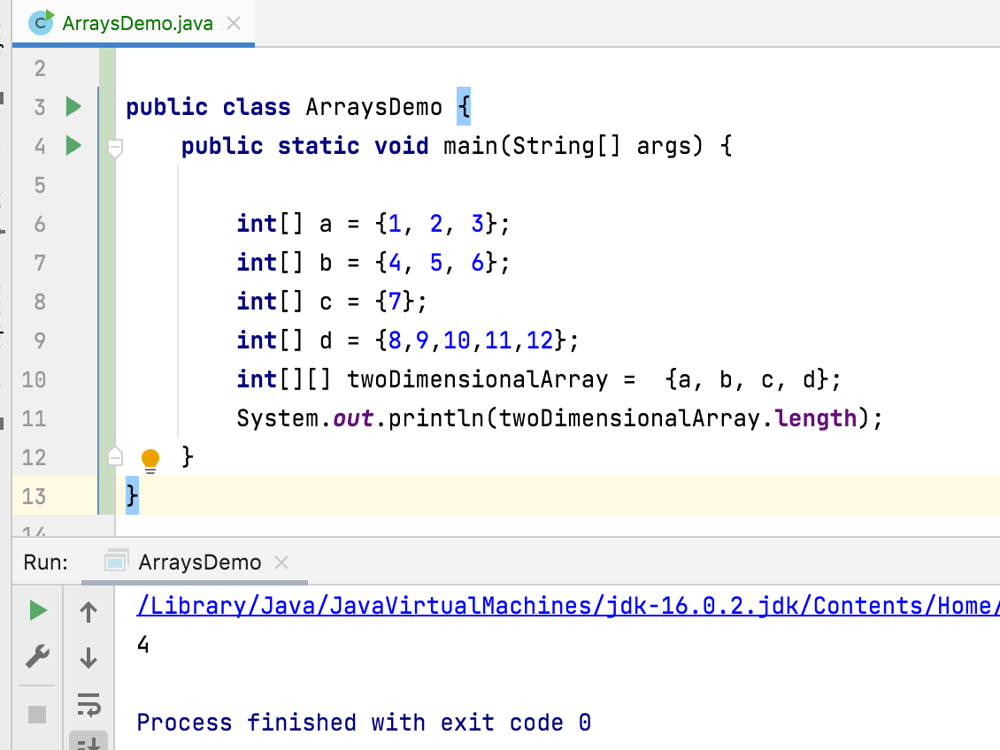 ArraysDemo.java
2
3 public class ArraysDemo {
4 public static void main(String[] args) {
5
6 int[] a = {1, 2, 3};
7 int[] b = {4, 5, 6};
8 int[] c = {7};
9 int[] d = {8,9,10,11,12};
10 int[][] twoDimensionalArray =  {a, b, c, d};
11 System.out.println(twoDimensionalArray.length);
12 }
13 }
14
Run: ArraysDemo
/Library/Java/JavaVirtualMachines/jdk-16.0.2.jdk/Contents/Home/
4
Process finished with exit code 0